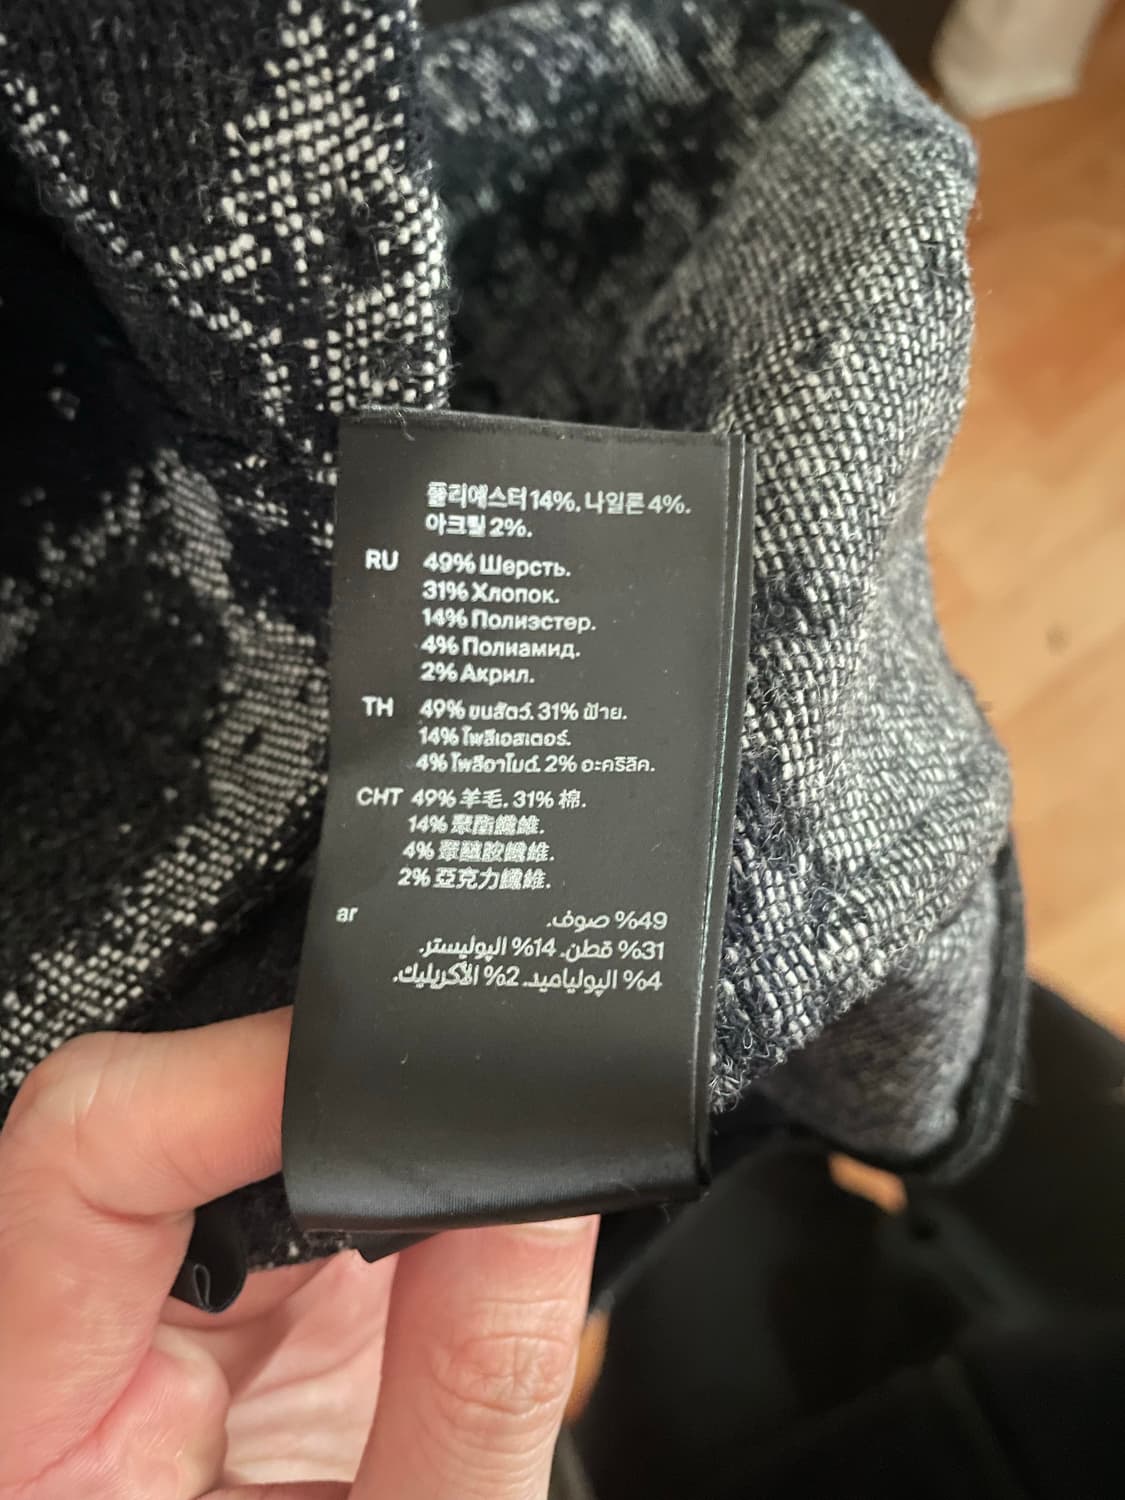 폴리에스터 14%. 나일론 4%.
아크릴 2%.
RU 49% Шерсть.
31% Хлопок.
14% Полиэстер.
4% Полиамид.
2% Акрил.
TH 49% ขนสัตว์. 31% ฝ้าย.
14% โพลีเอสเตอร์.
4% โพลีอาไมด์. 2% อะคริลิค.
CHT 49% 羊毛. 31% 棉.
14% 聚酯纖維.
4% 聚醯胺纖維.
2% 亞克力纖維.
ar 49% صوف.
31% قطن. 14% البوليستر.
4% البولياميد. 2% الأكريليك.